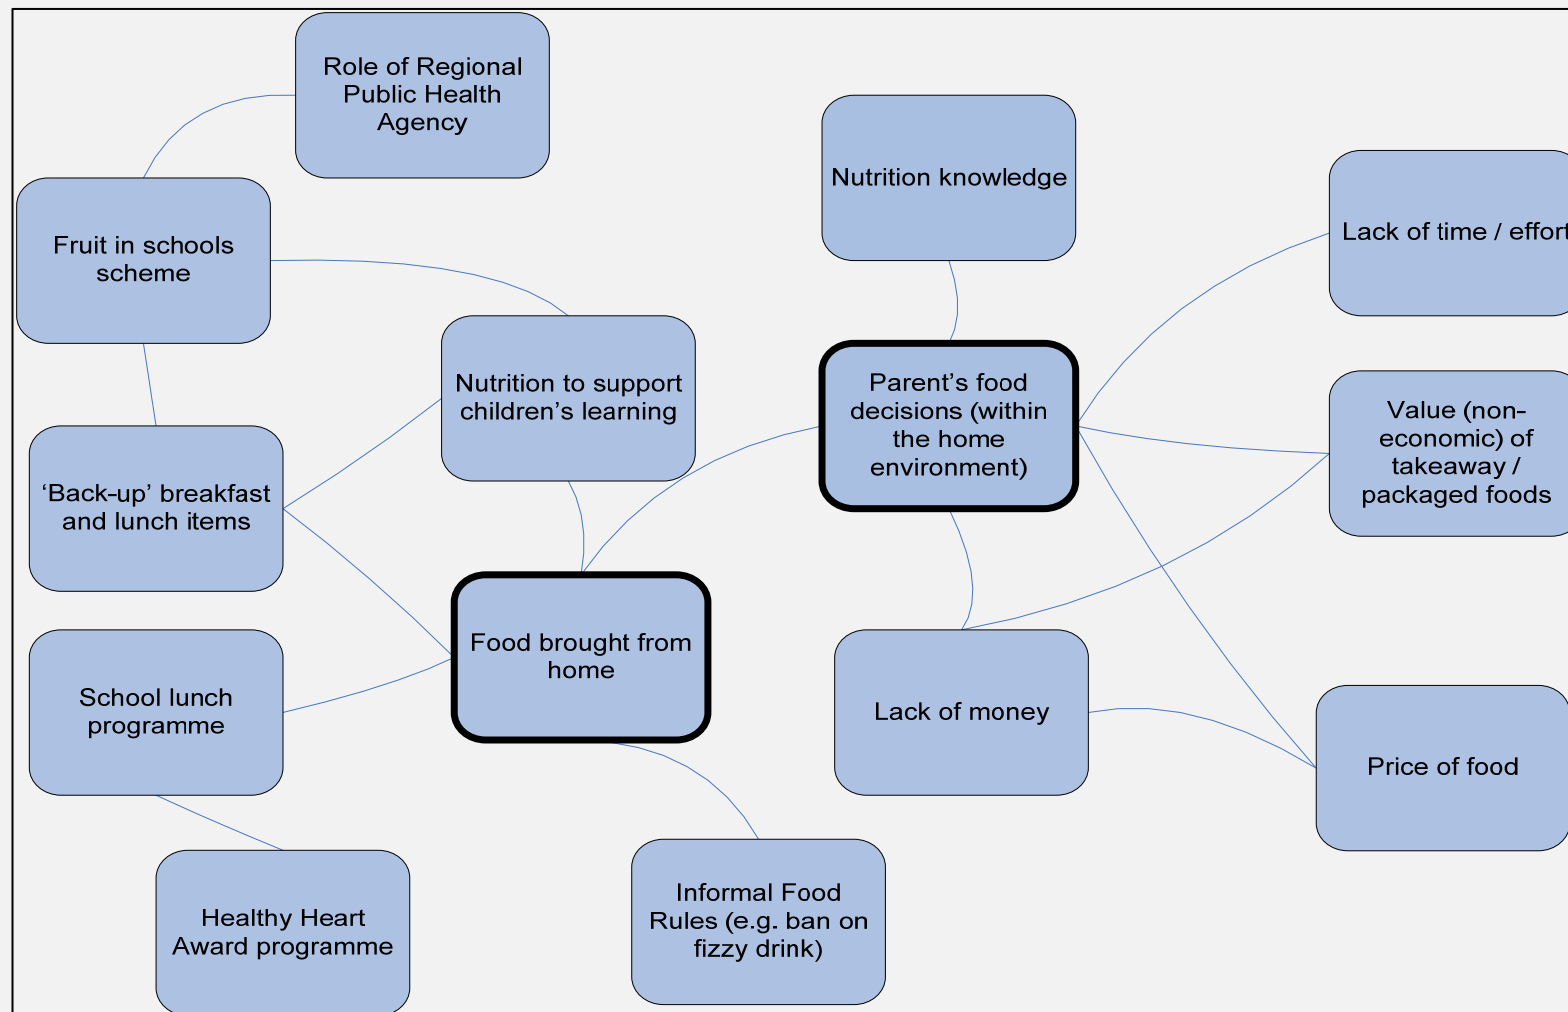 Role of Regional
Public Health
Agency
Nutrition knowledge
Lack of time / effort
Fruit in schools
scheme
Nutrition to support
children’s learning
Parent’s food
decisions (within
the home
environment)
Value (non-
economic) of
takeaway /
packaged foods
‘Back-up’ breakfast
and lunch items
Food brought from
home
School lunch
programme
Lack of money
Price of food
Healthy Heart
Award programme
Informal Food
Rules (e.g. ban on
fizzy drink)